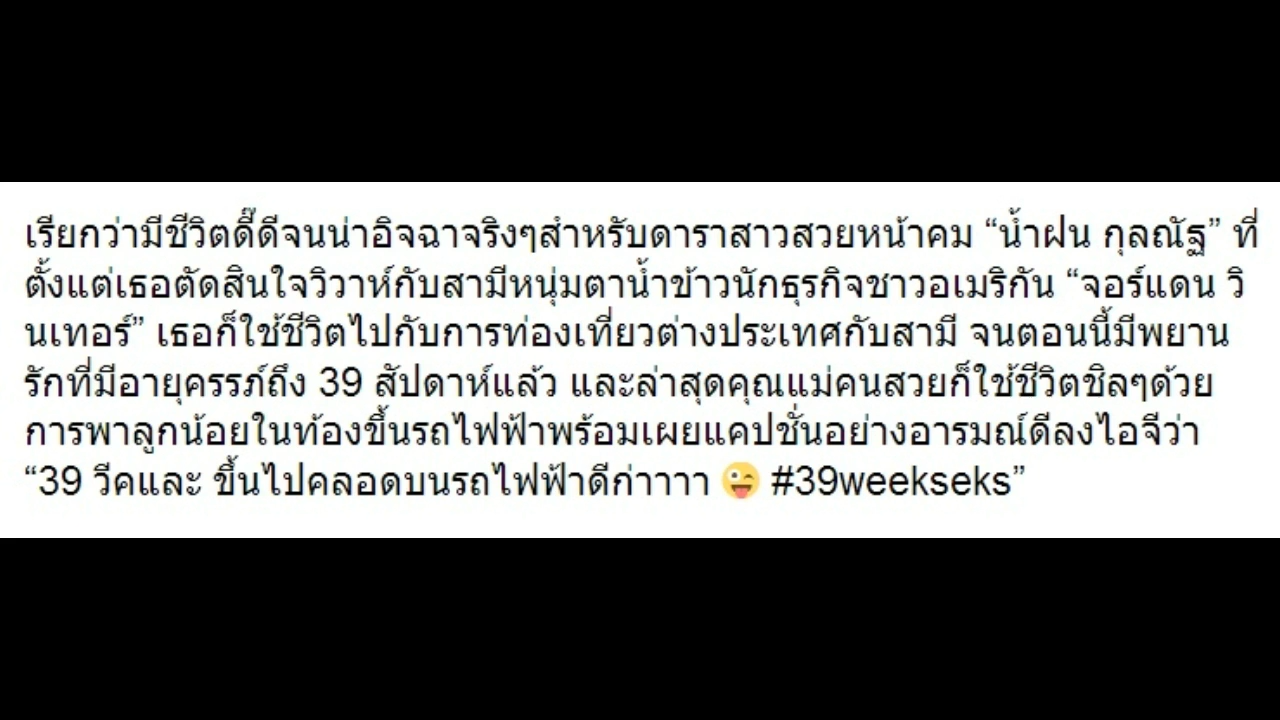 เรียกว่ามีชีวิตดี๊ดีจนน่าอิจฉาจริงๆสำหรับดาราสาวสวยหน้าคม “น้ำฝน กุลณัฐ” ที่
ตั้งแต่เธอตัดสินใจวิวาห์กับสามีหนุ่มตาน้ำข้าวนักธุรกิจชาวอเมริกัน “จอร์แดน วิ
นเทอร์” เธอก็ใช้ชีวิตไปกับการท่องเที่ยวต่างประเทศกับสามี จนตอนนี้มีพยาน
รักที่มีอายุครรภ์ถึง 39 สัปดาห์แล้ว และล่าสุดคุณแม่คนสวยก็ใช้ชีวิตชิลๆด้วย
การพาลูกน้อยในท้องขึ้นรถไฟฟ้าพร้อมเผยแคปชั่นอย่างอารมณ์ดีลงไอจีว่า
“39 วีคและ ขึ้นไปคลอดบนรถไฟฟ้าดีก่าาาา 😜 #39weekseks”